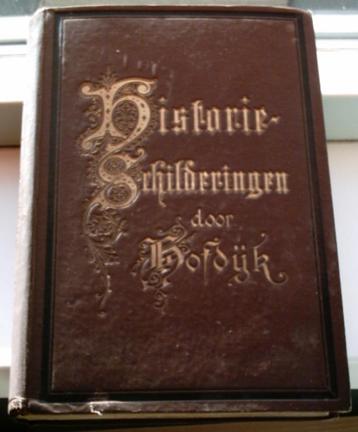 Historie-
Schilderingen
door
Hofdijk